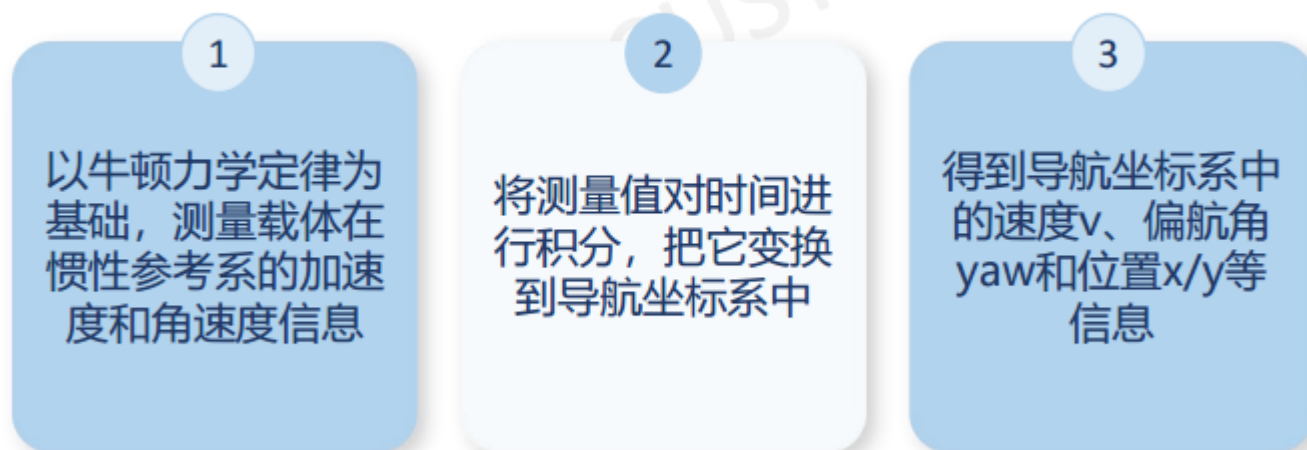 1
以牛顿力学定律为
基础，测量载体在
惯性参考系的加速
度和角速度信息
2
将测量值对时间进
行积分，把它变换
到导航坐标系中
3
得到导航坐标系中
的速度v、偏航角
yaw和位置x/y等
信息